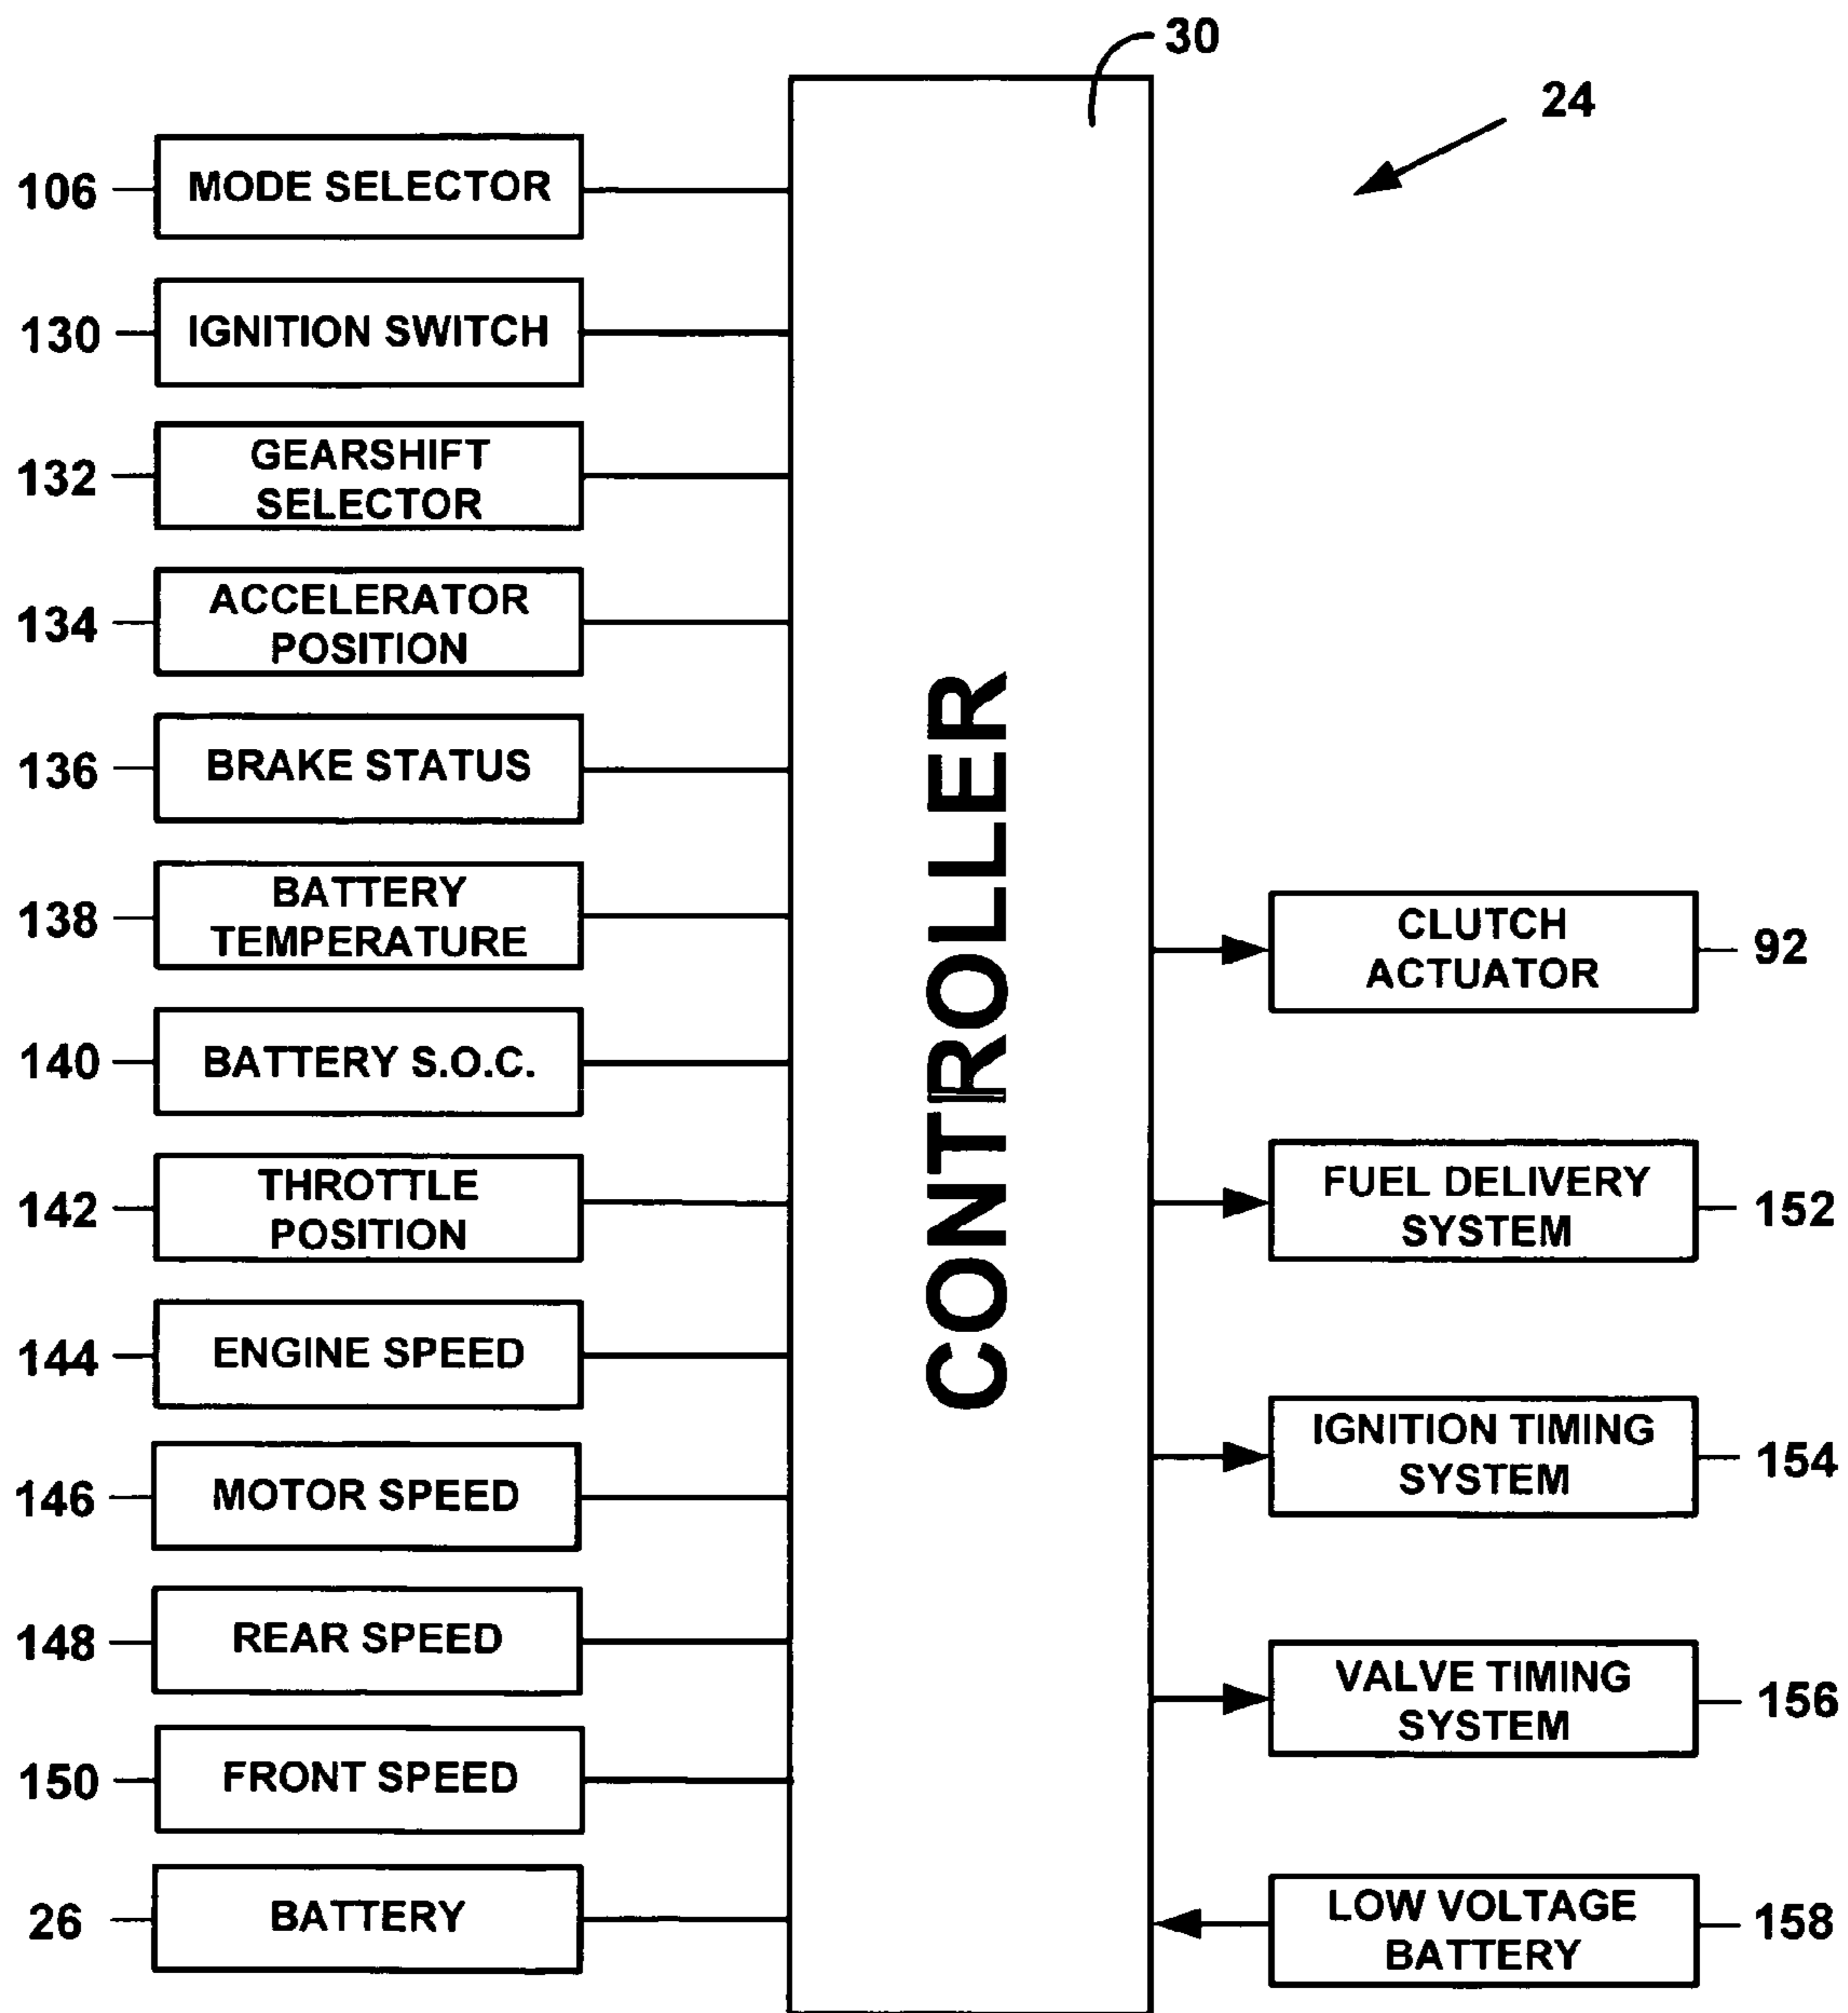 30
24
106 MODE SELECTOR
130 IGNITION SWITCH
132 GEARSHIFT
SELECTOR
134 ACCELERATOR
POSITION
136 BRAKE STATUS
138 BATTERY
TEMPERATURE
140 BATTERY S.O.C.
142 THROTTLE
POSITION
144 ENGINE SPEED
146 MOTOR SPEED
148 REAR SPEED
150 FRONT SPEED
26 BATTERY
CONTROLLER
CLUTCH
ACTUATOR 92
FUEL DELIVERY
SYSTEM 152
IGNITION TIMING
SYSTEM 154
VALVE TIMING
SYSTEM 156
LOW VOLTAGE
BATTERY 158